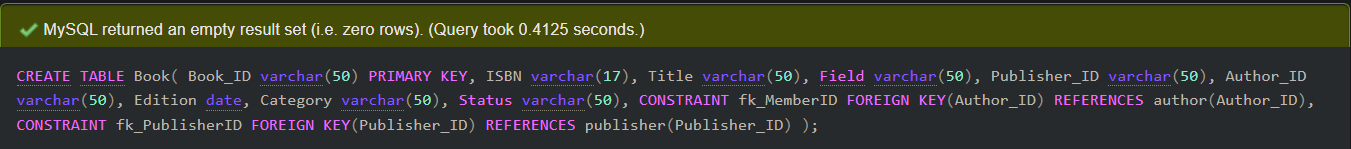 MySQL returned an empty result set (i.e. zero rows). (Query took 0.4125 seconds.)
CREATE TABLE Book( Book_ID varchar(50) PRIMARY KEY, ISBN varchar(17), Title varchar(50), Field varchar(50), Publisher_ID varchar(50), Author_ID
varchar(50), Edition date, Category varchar(50), Status varchar(50), CONSTRAINT fk_MemberID FOREIGN KEY(Author_ID) REFERENCES author(Author_ID),
CONSTRAINT fk_PublisherID FOREIGN KEY(Publisher_ID) REFERENCES publisher(Publisher_ID) );